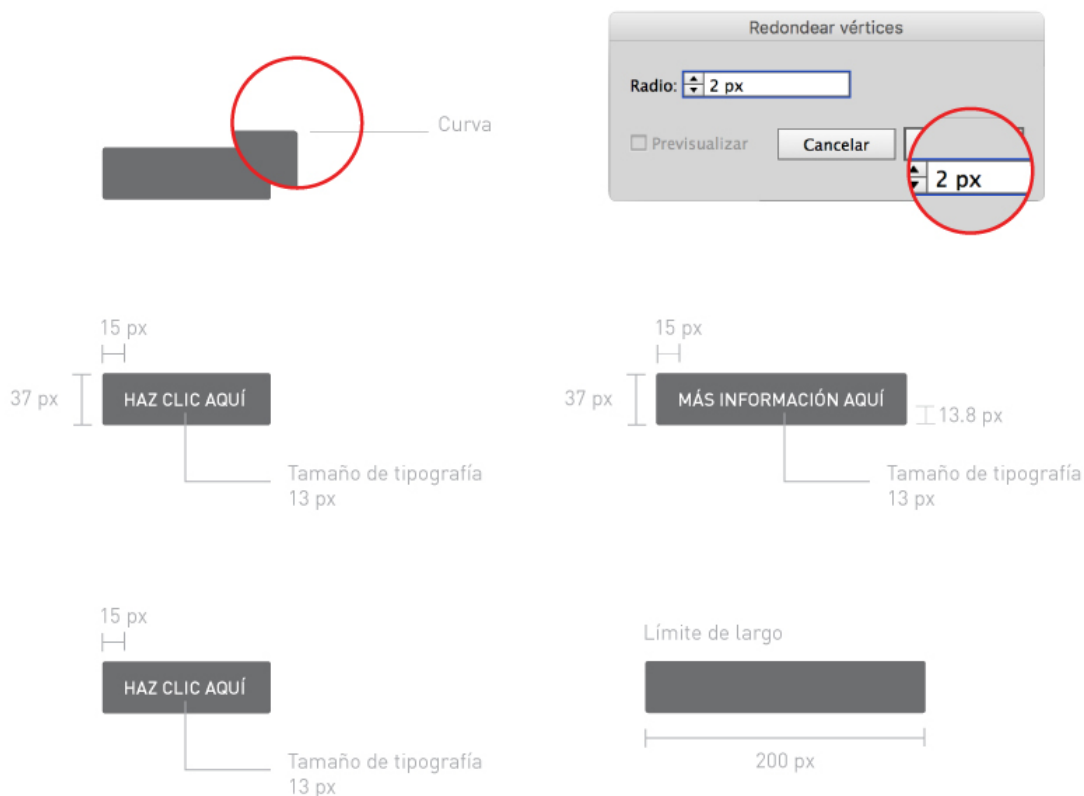 Redondear vértices
Radio: 2 px
Curva
Previsualizar
Cancelar
2 px
15 px
37 px
HAZ CLIC AQUÍ
Tamaño de tipografía
13 px
15 px
37 px
MÁS INFORMACIÓN AQUÍ
13.8 px
Tamaño de tipografía
13 px
15 px
HAZ CLIC AQUÍ
Tamaño de tipografía
13 px
Límite de largo
200 px